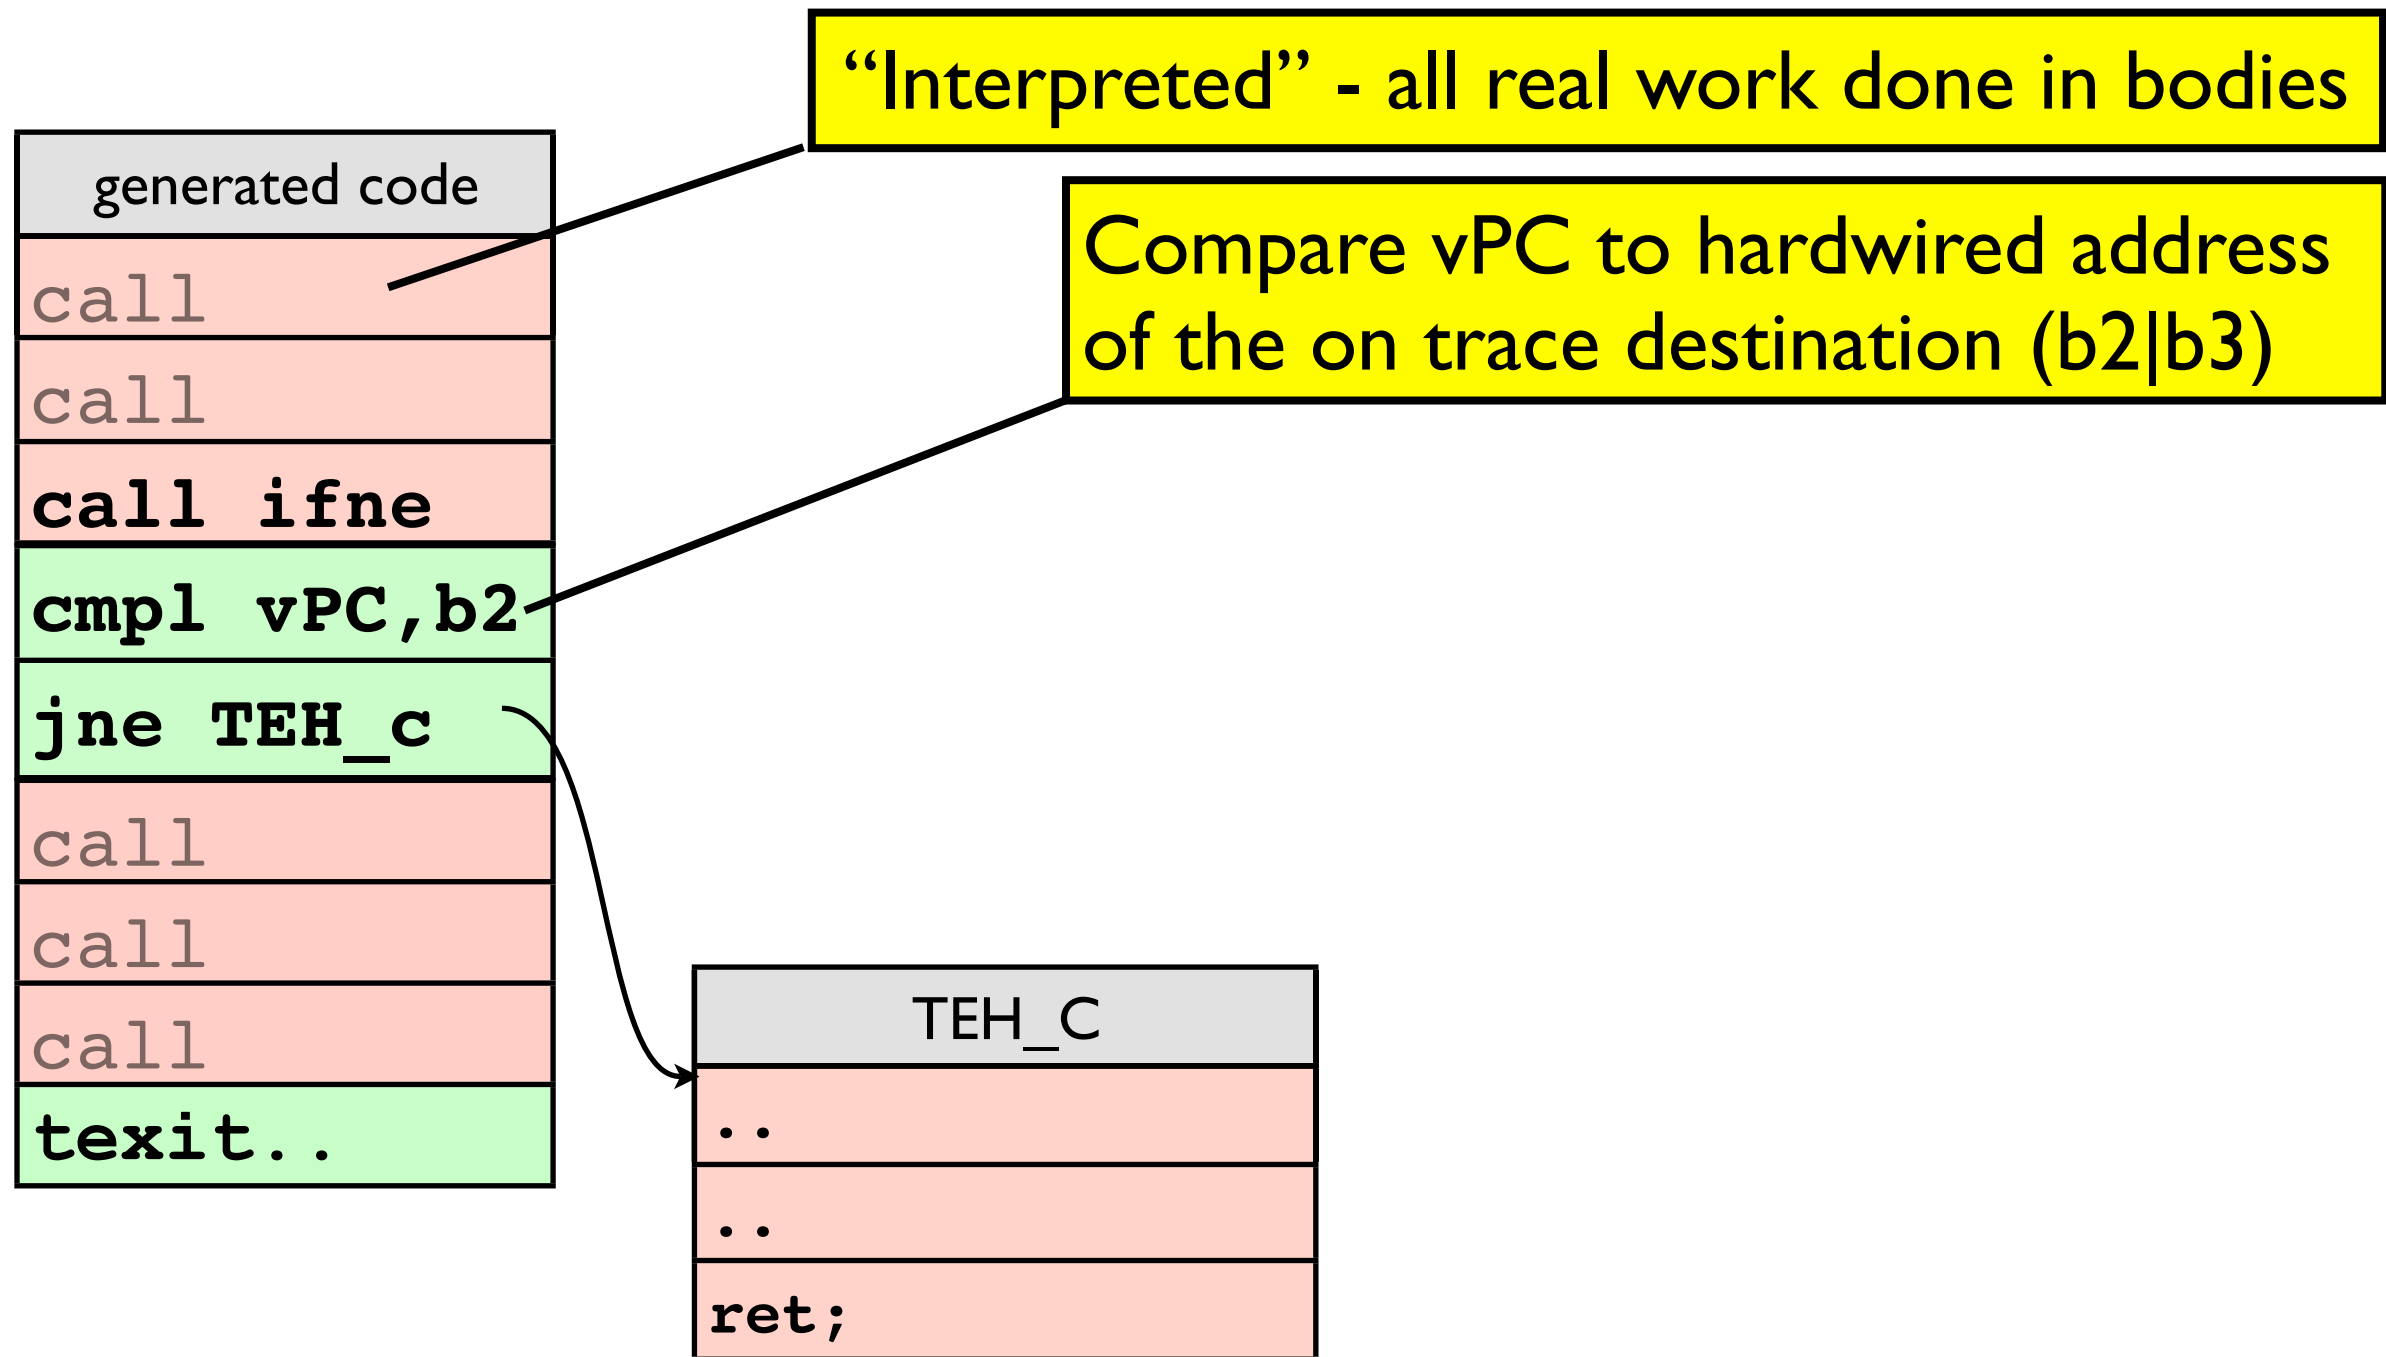 “Interpreted” - all real work done in bodies
Compare vPC to hardwired address
of the on trace destination (b2|b3)
generated code
call
call
call ifne
cmpl vPC,b2
jne TEH_c
call
call
call
texit..
TEH_C
..
..
ret;